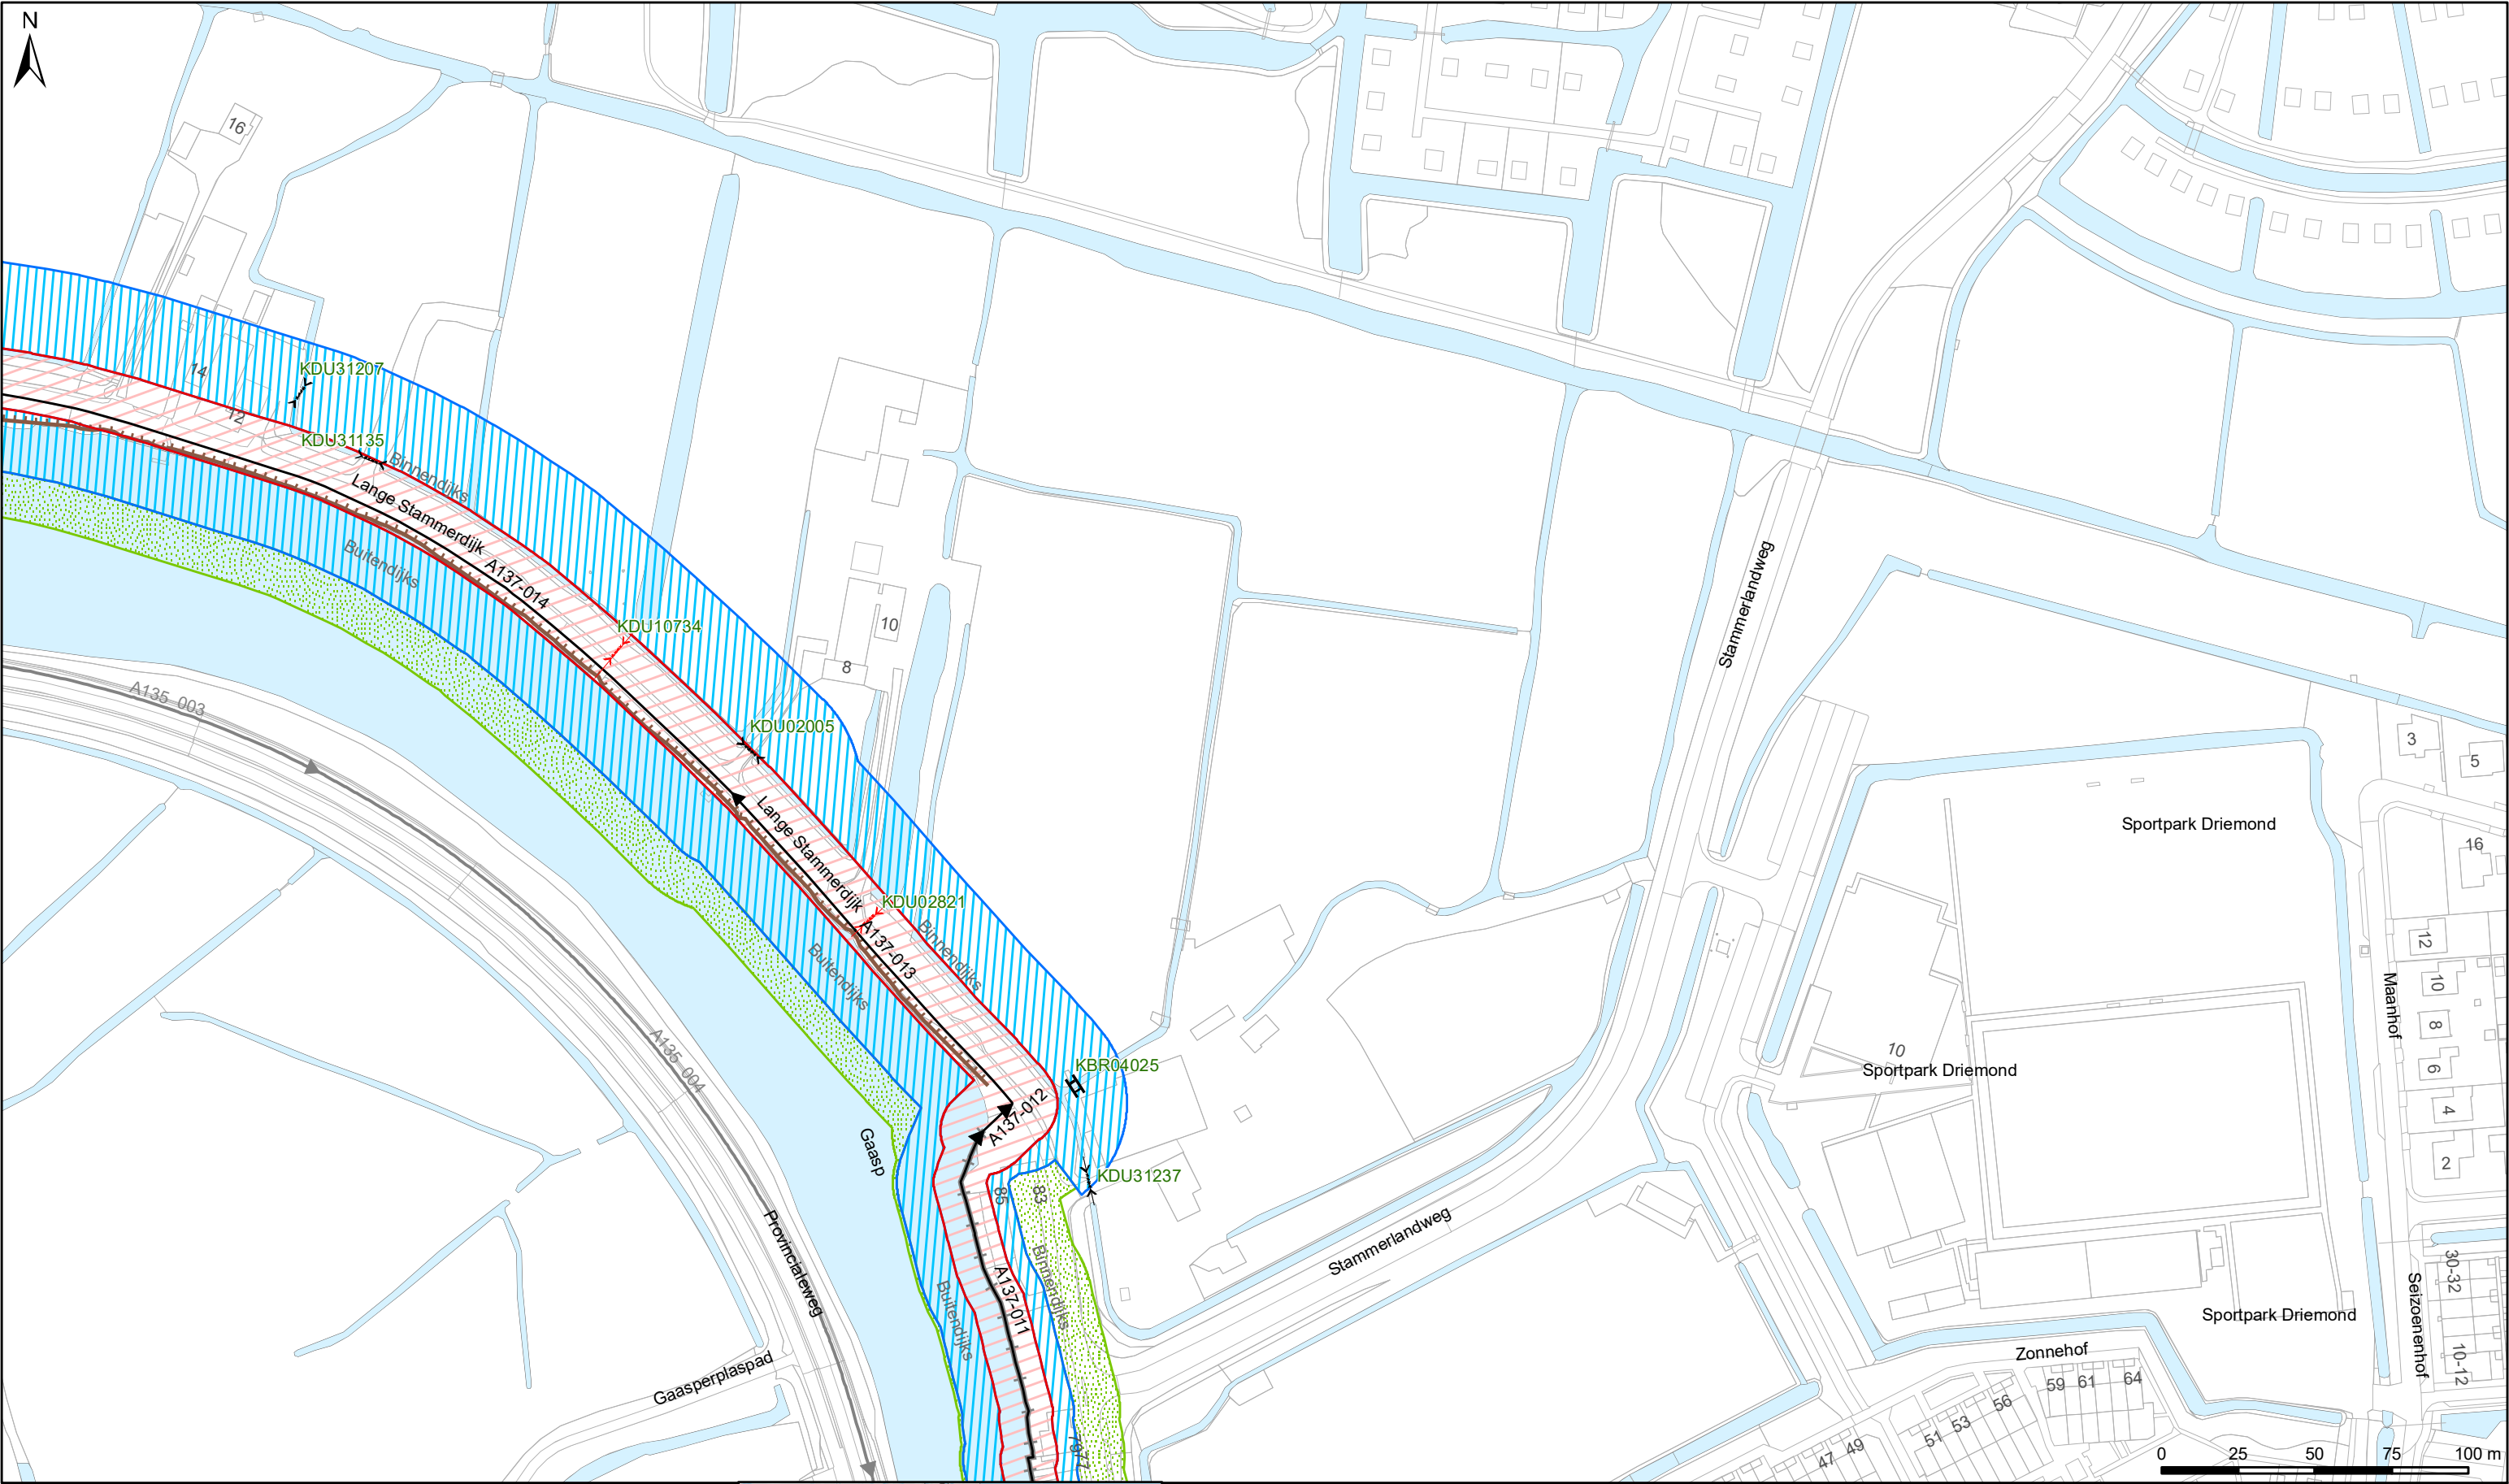 N
16
14
KDU31207
12
KDU31135
Binnendijks
Lange Stammerdijk
Buitendijks
A137-014
KDU10734
10
8
Stammerlandweg
A135_003
KDU02005
3
5
Sportpark Driemond
Lange Stammerdijk
16
KDU02821
A137-013
Binnendijks
Buitendijks
12
10
Maanhof
8
A135_004
10
Sportpark Driemond
6
KBR04025
A137-012
4
Gaasp
2
KDU31237
85
83
Provincialeweg
Stammerlandweg
Binnendijks
A137-011
Buitendijks
30-32
Sportpark Driemond
Seizoenenhof
Zonnehof
10-12
Gaasperplaspad
59
61
64
56
53
51
49
47
79
77
0 25 50 75 100 m